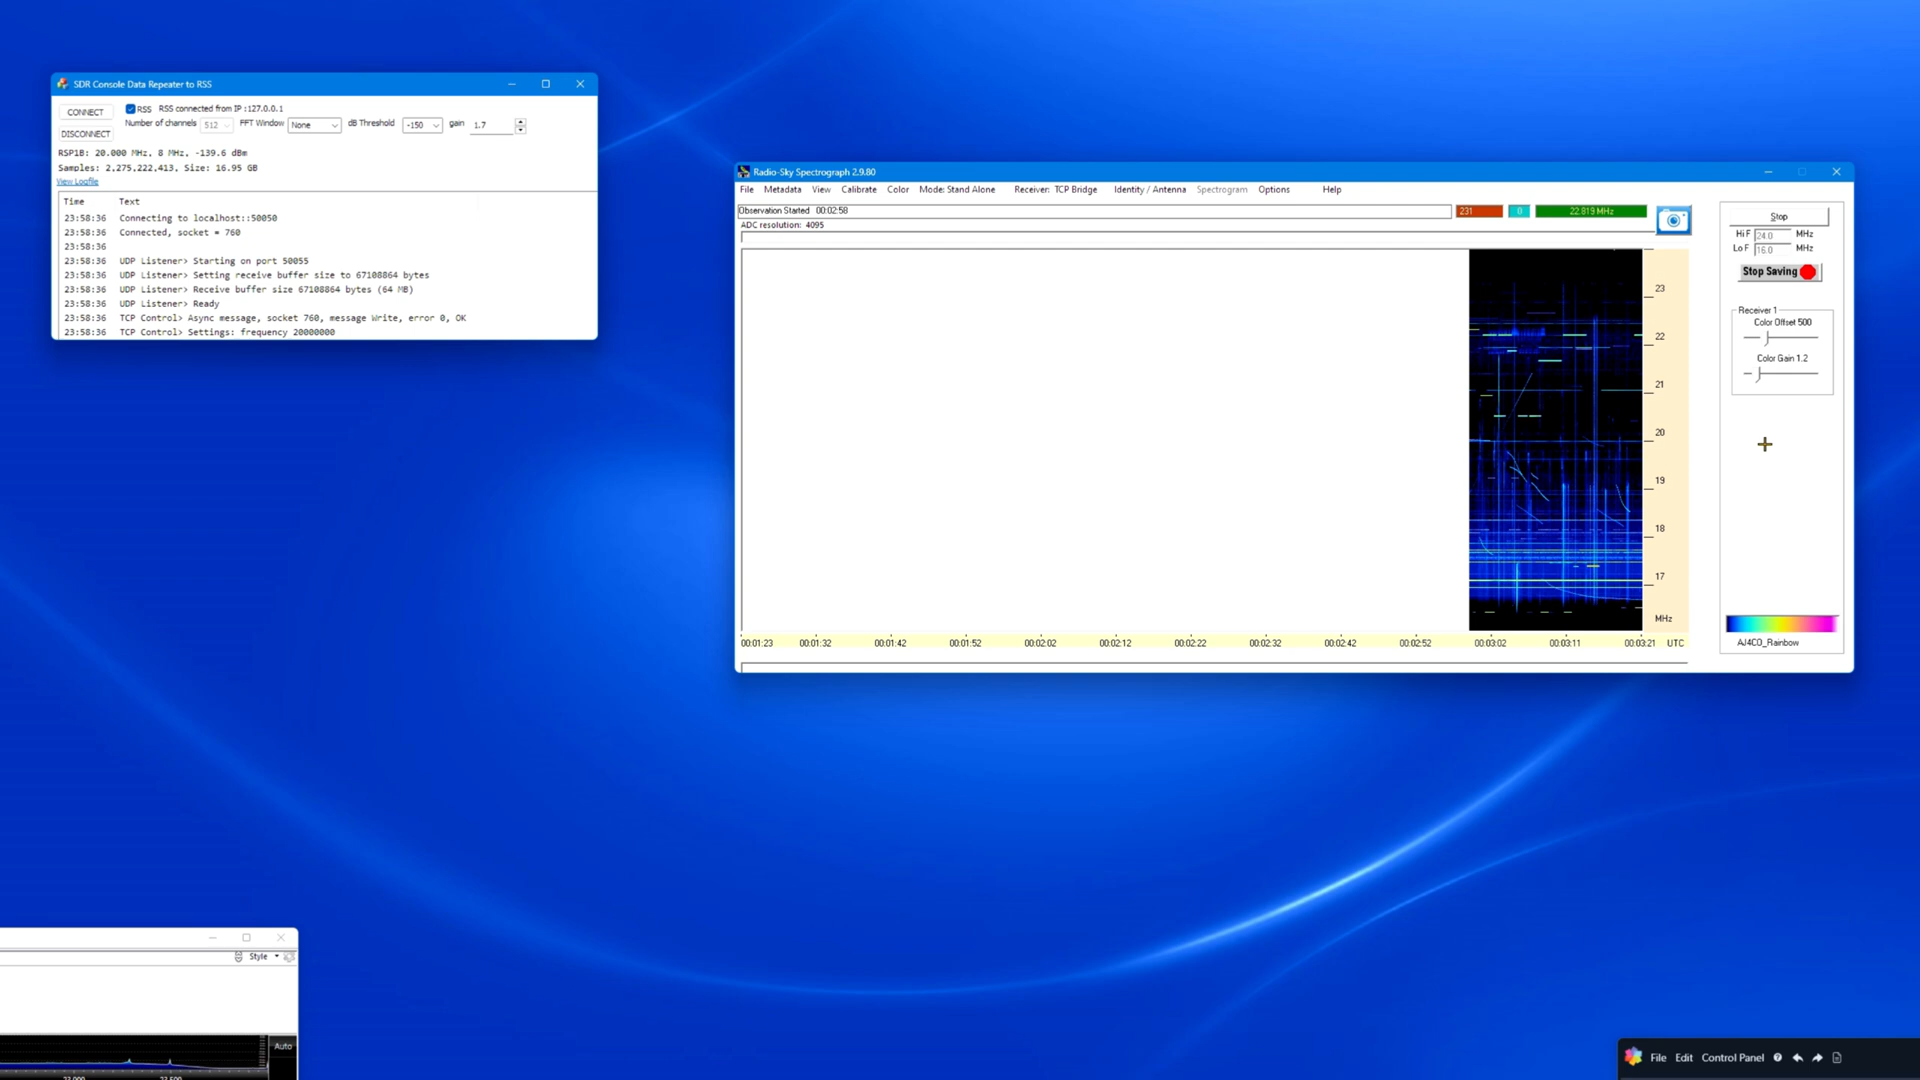 SDR Console Data Repeater to RSS
CONNECT
RSS RSS connected from IP :127.0.0.1
Number of channels 512 FFT Window None dB Threshold -150 gain 1.7
DISCONNECT
RSP1B: 20.000 MHz, 8 MHz, -139.6 dBm
Samples: 2,275,222,413, Size: 16.95 GB
View Logfile
Time Text
23:58:36 Connecting to localhost::50050
23:58:36 Connected, socket = 760
23:58:36
23:58:36 UDP Listener> Starting on port 50055
23:58:36 UDP Listener> Setting receive buffer size to 67108864 bytes
23:58:36 UDP Listener> Receive buffer size 67108864 bytes (64 MB)
23:58:36 UDP Listener> Ready
23:58:36 TCP Control> Async message, socket 760, message Write, error 0, OK
23:58:36 TCP Control> Settings: frequency 20000000
Radio-Sky Spectrograph 2.9.80
File Metadata View Calibrate Color Mode: Stand Alone Receiver: TCP Bridge Identity / Antenna Spectrogram Options Help
Observation Started 00:02:58 231 0 22.819 MHz
ADC resolution: 4095
Stop
Hi F 24.0 MHz
Lo F 16.0 MHz
Stop Saving
Receiver 1
Color Offset 500
Color Gain 1.2
23
22
21
20
19
18
17
MHz
00:01:23 00:01:32 00:01:42 00:01:52 00:02:02 00:02:12 00:02:22 00:02:32 00:02:42 00:02:52 00:03:02 00:03:11 00:03:21 UTC
AJ4CO_Rainbow
Style
Auto
File Edit Control Panel